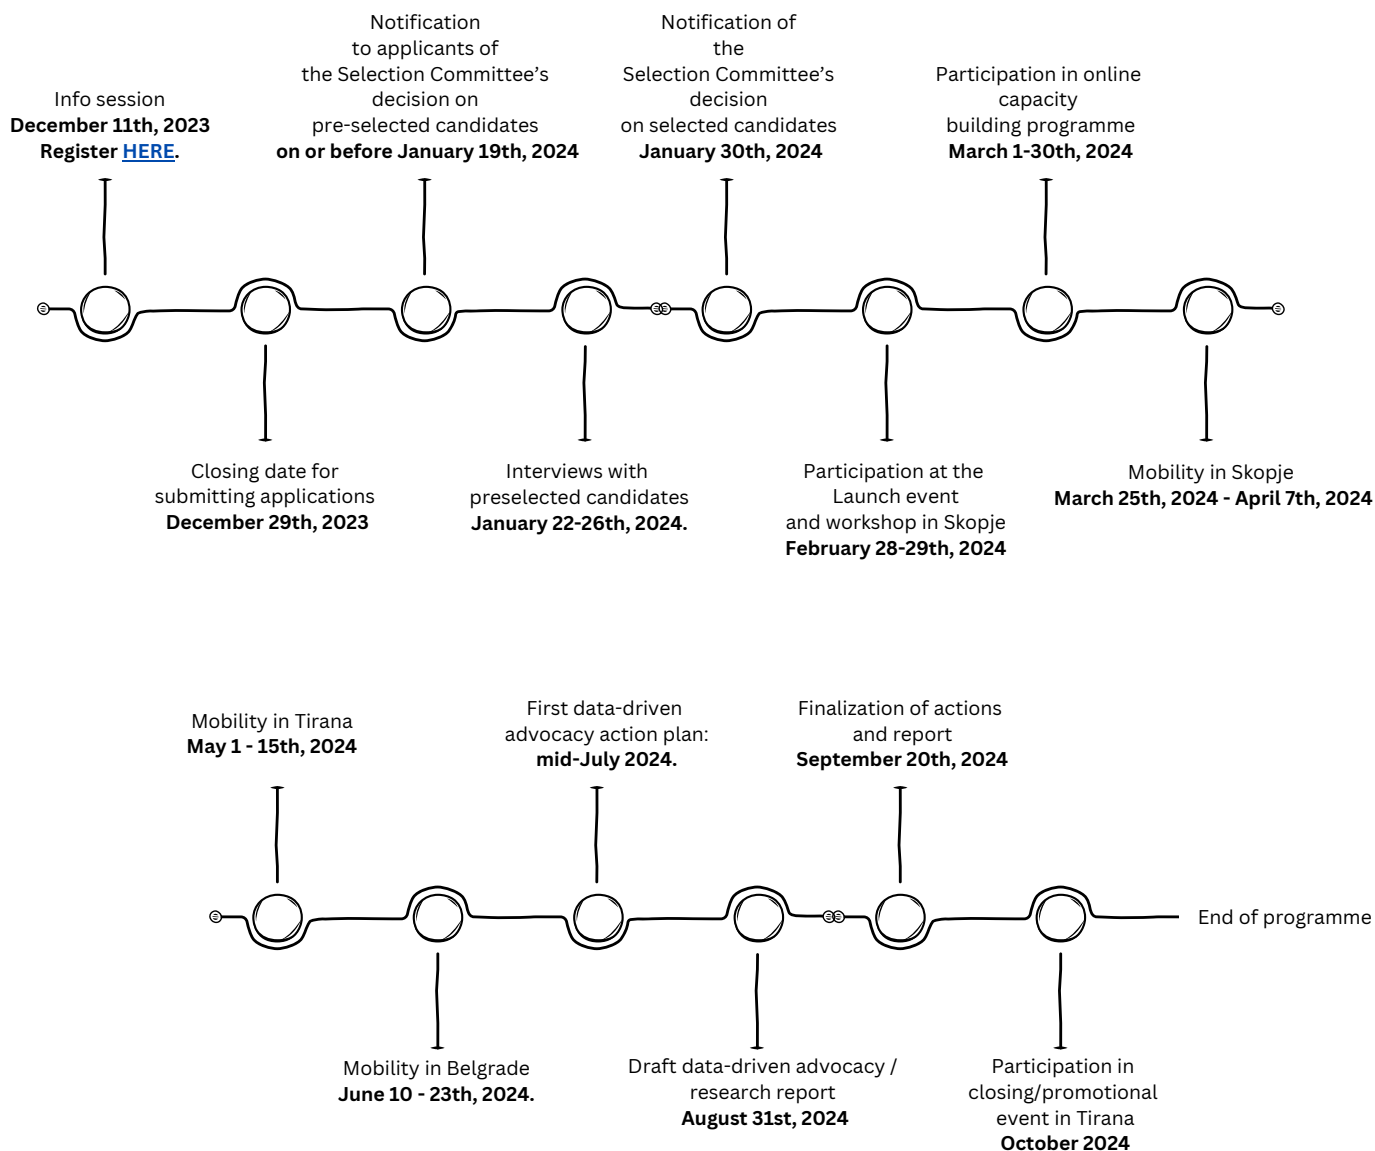 Info session
December 11th, 2023
Register HERE.
Closing date for
submitting applications
December 29th, 2023
Notification
to applicants of
the Selection Committee's
decision on
pre-selected candidates
on or before January 19th, 2024
Interviews with
preselected candidates
January 22-26th, 2024.
Notification of
the
Selection Committee's
decision
on selected candidates
January 30th, 2024
Participation at the
Launch event
and workshop in Skopje
February 28-29th, 2024
Participation in online
capacity
building programme
March 1-30th, 2024
Mobility in Skopje
March 25th, 2024 - April 7th, 2024
Mobility in Tirana
May 1 - 15th, 2024
Mobility in Belgrade
June 10 - 23th, 2024.
First data-driven
advocacy action plan:
mid-July 2024.
Draft data-driven advocacy /
research report
August 31st, 2024
Finalization of actions
and report
September 20th, 2024
Participation in
closing/promotional
event in Tirana
October 2024
End of programme